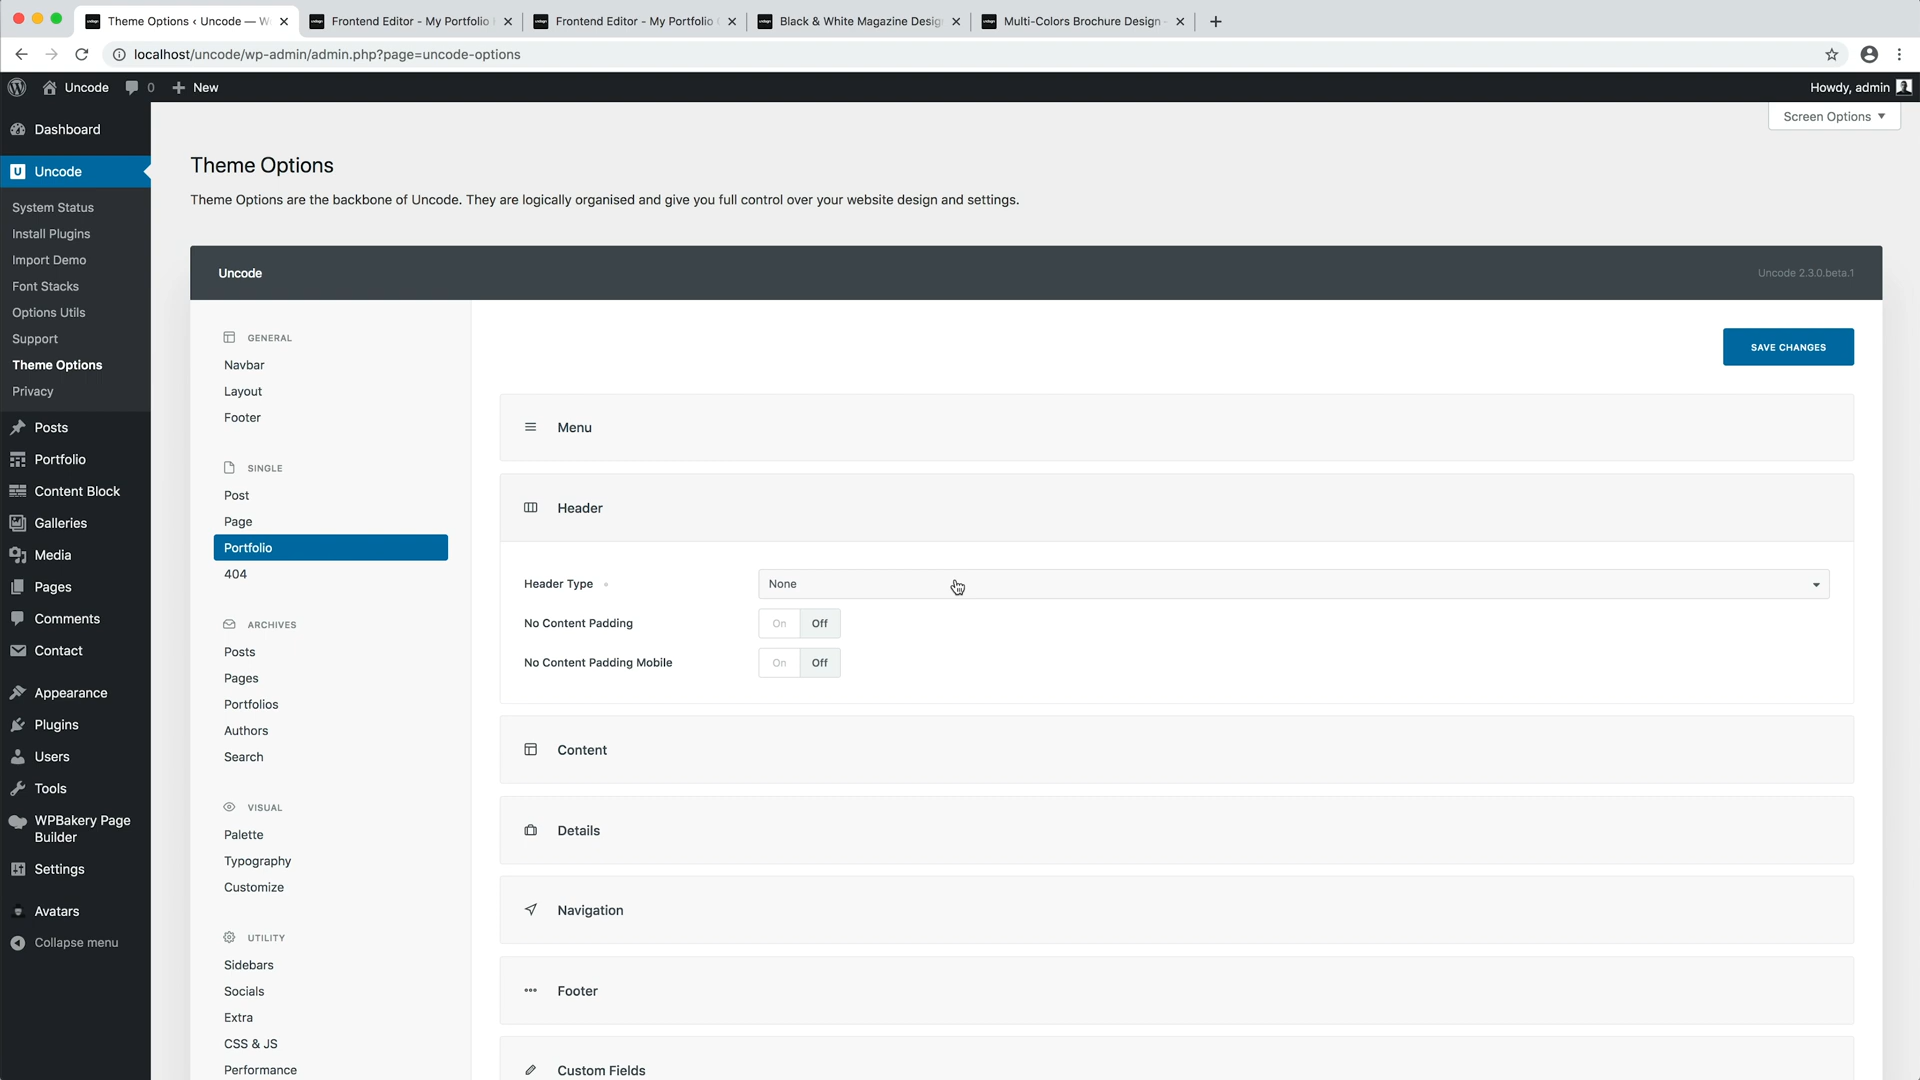 Theme Options ‹ Uncode — W
Frontend Editor - My Portfolio
Frontend Editor - My Portfolio
Black & White Magazine Desig
Multi-Colors Brochure Design
localhost/uncode/wp-admin/admin.php?page=uncode-options
Uncode
0
New
Howdy, admin
Screen Options
Dashboard
Uncode
System Status
Install Plugins
Import Demo
Font Stacks
Options Utils
Support
Theme Options
Privacy
Posts
Portfolio
Content Block
Galleries
Media
Pages
Comments
Contact
Appearance
Plugins
Users
Tools
WPBakery Page
Builder
Settings
Avatars
Collapse menu
Theme Options
Theme Options are the backbone of Uncode. They are logically organised and give you full control over your website design and settings.
Uncode
Uncode 2.3.0.beta.1
GENERAL
Navbar
Layout
Footer
SINGLE
Post
Page
Portfolio
404
ARCHIVES
Posts
Pages
Portfolios
Authors
Search
VISUAL
Palette
Typography
Customize
UTILITY
Sidebars
Socials
Extra
CSS & JS
Performance
SAVE CHANGES
Menu
Header
Header Type
None
No Content Padding
On Off
No Content Padding Mobile
On Off
Content
Details
Navigation
Footer
Custom Fields